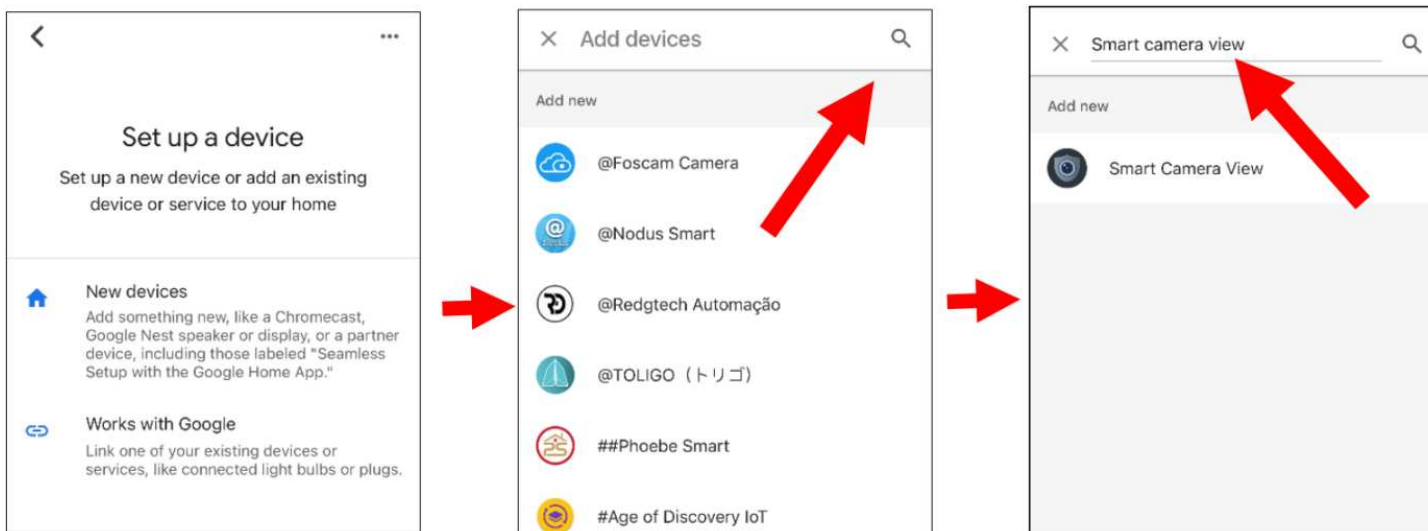 Set up a device
Set up a new device or add an existing
device or service to your home
New devices
Add something new, like a Chromecast,
Google Nest speaker or display, or a partner
device, including those labeled "Seamless
Setup with the Google Home App."
Works with Google
Link one of your existing devices or
services, like connected light bulbs or plugs.
Add devices
Add new
@Foscam Camera
@Nodus Smart
@Redgtech Automação
@TOLIGO（トリゴ）
##Phoebe Smart
#Age of Discovery IoT
Smart camera view
Add new
Smart Camera View